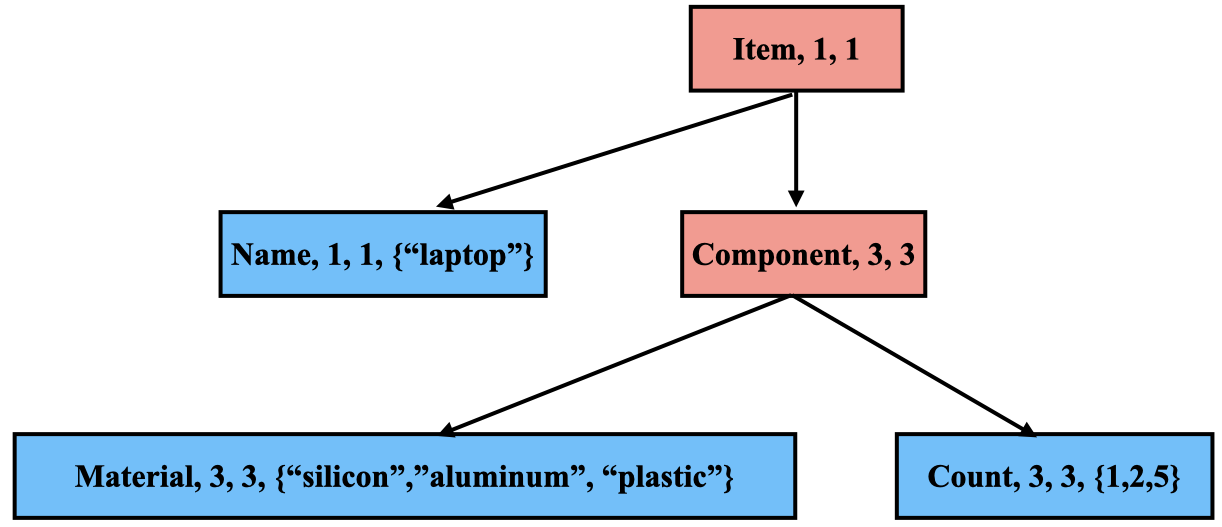 Item, 1, 1
Name, 1, 1, {“laptop”}
Component, 3, 3
Material, 3, 3, {“silicon”,”aluminum”, “plastic”}
Count, 3, 3, {1,2,5}